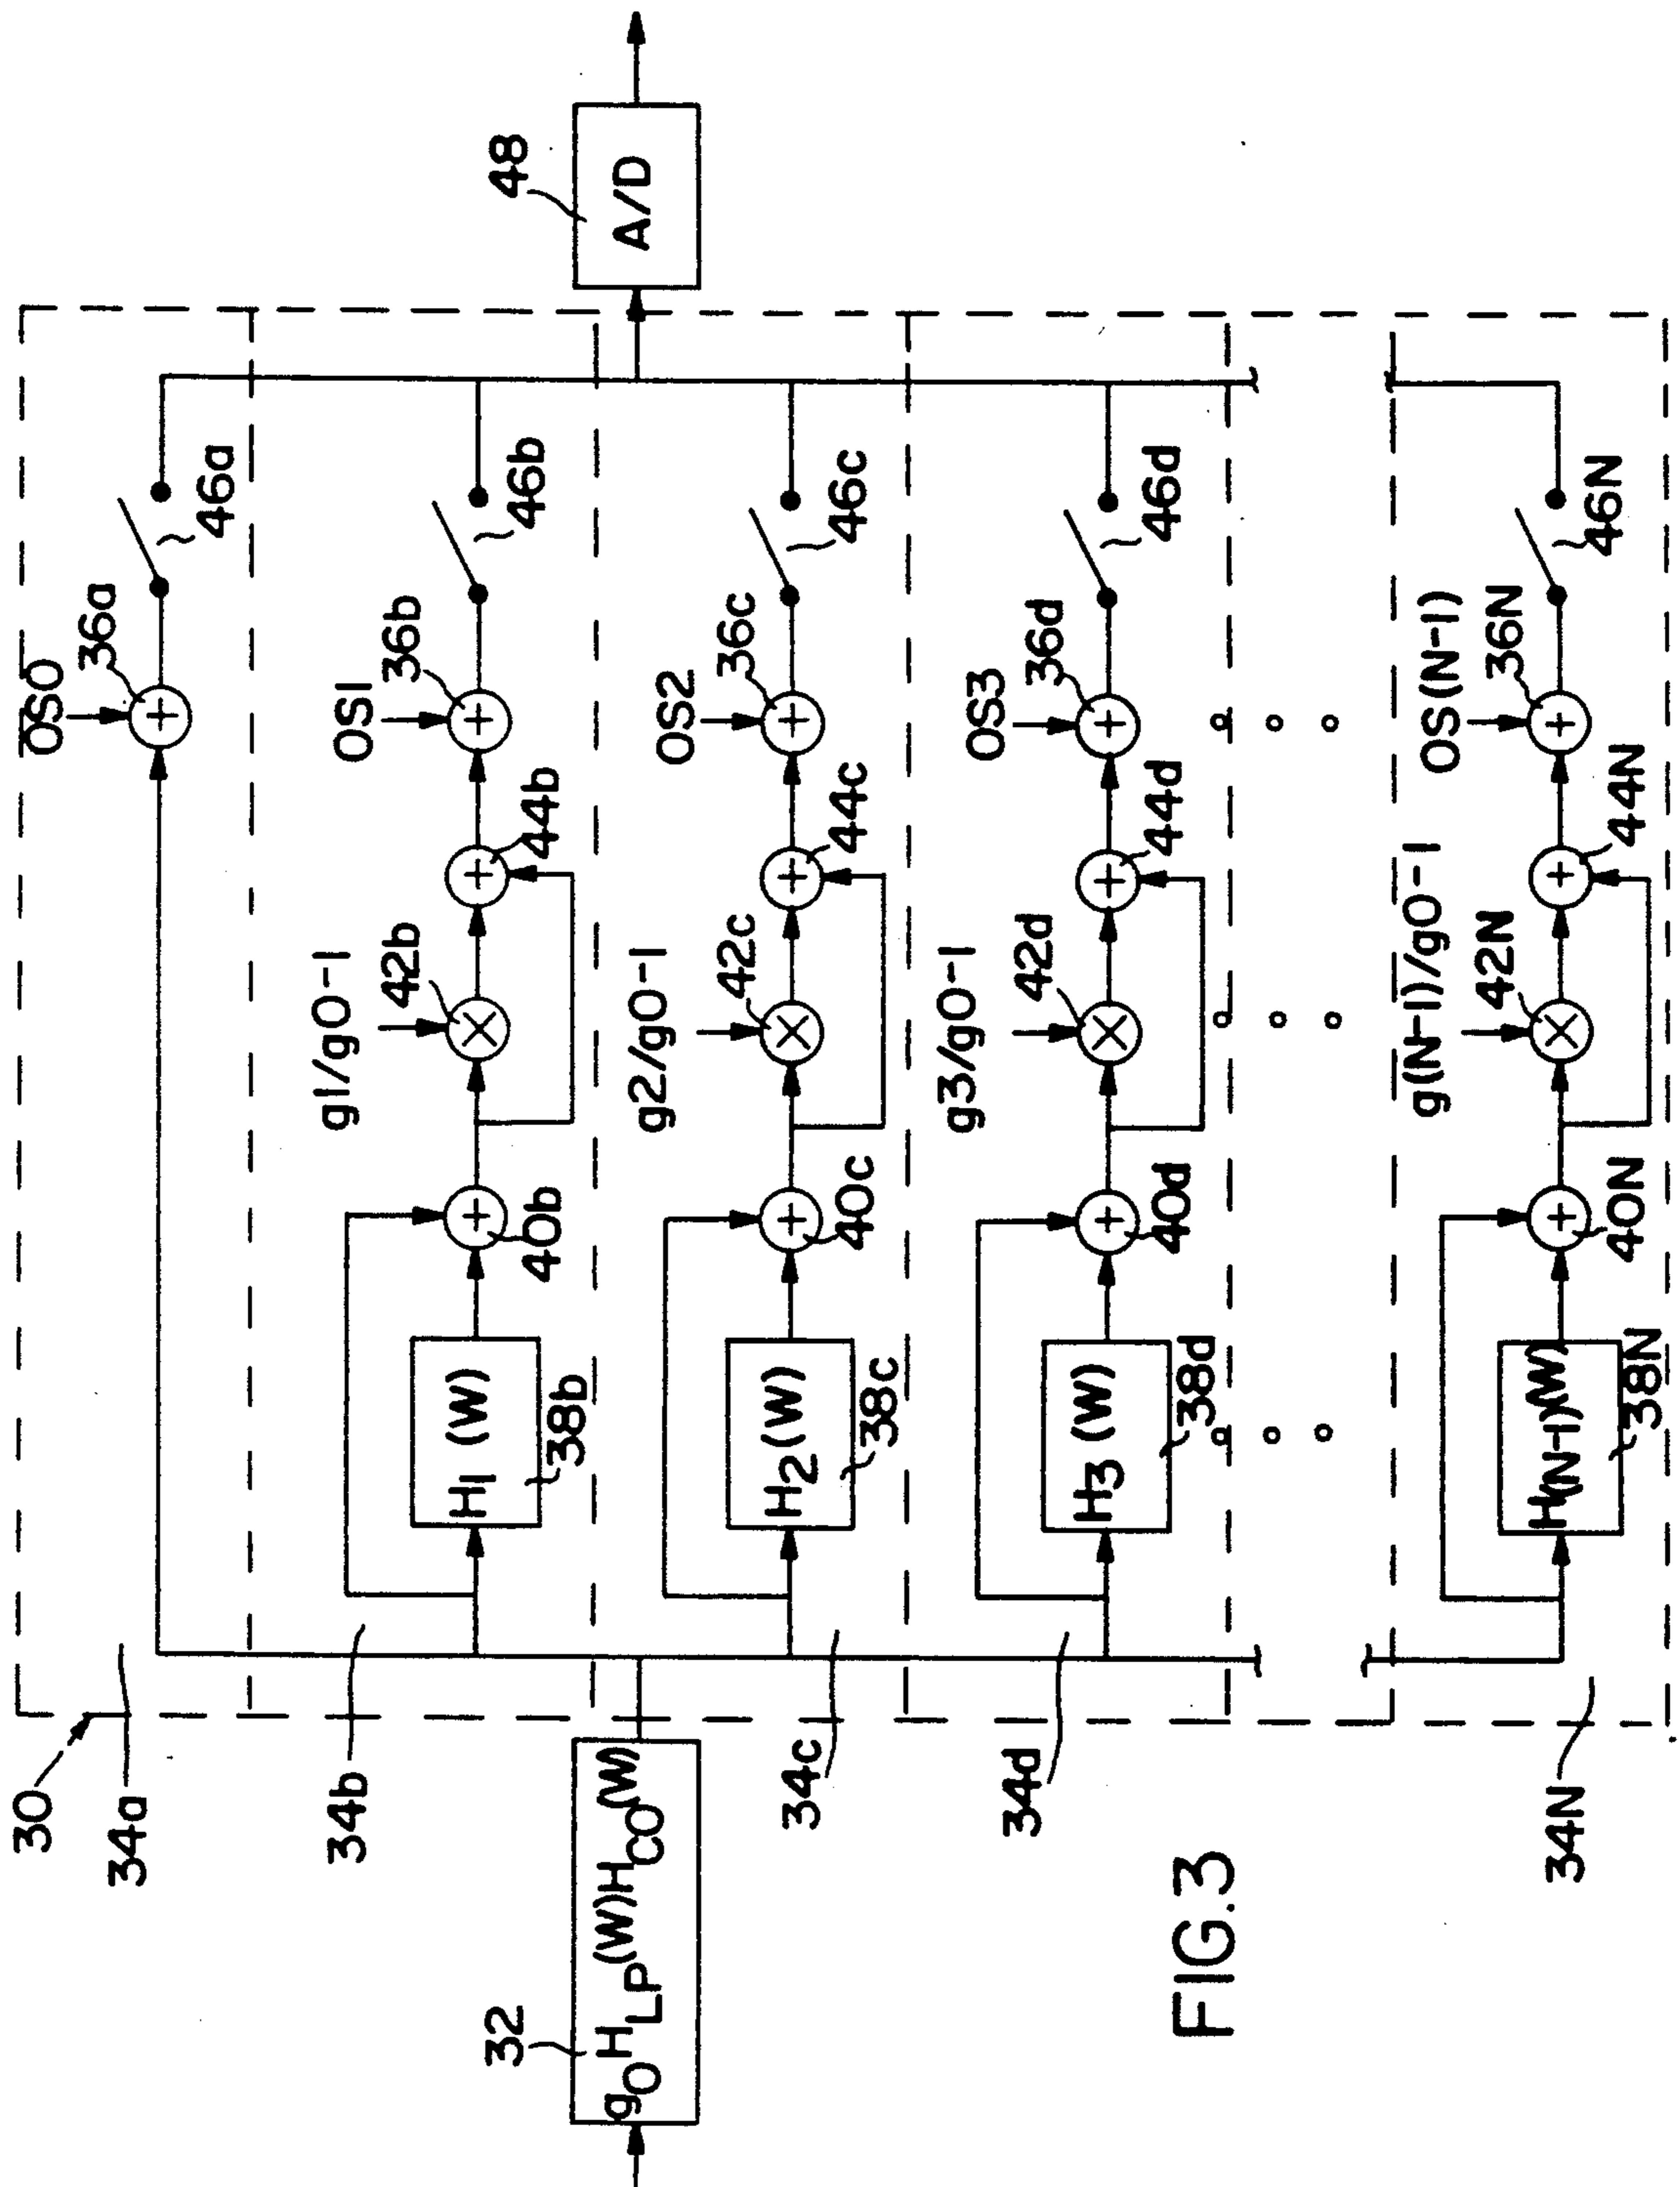 30
34a
OS0
36a
46a
34b
H1 (W)
38b
40b
g1/g0-1
42b
44b
OS1
36b
46b
32
g0HLP(W)HCO(W)
48
A/D
34c
H2(W)
38c
40c
g2/g0-1
42c
44c
OS2
36c
46c
34d
H3 (W)
38d
40d
g3/g0-1
42d
44d
OS3
36d
46d
34N
H(N-1)(W)
38N
40N
g(N-1)/g0-1
42N
44N
OS(N-1)
36N
46N
FIG.3